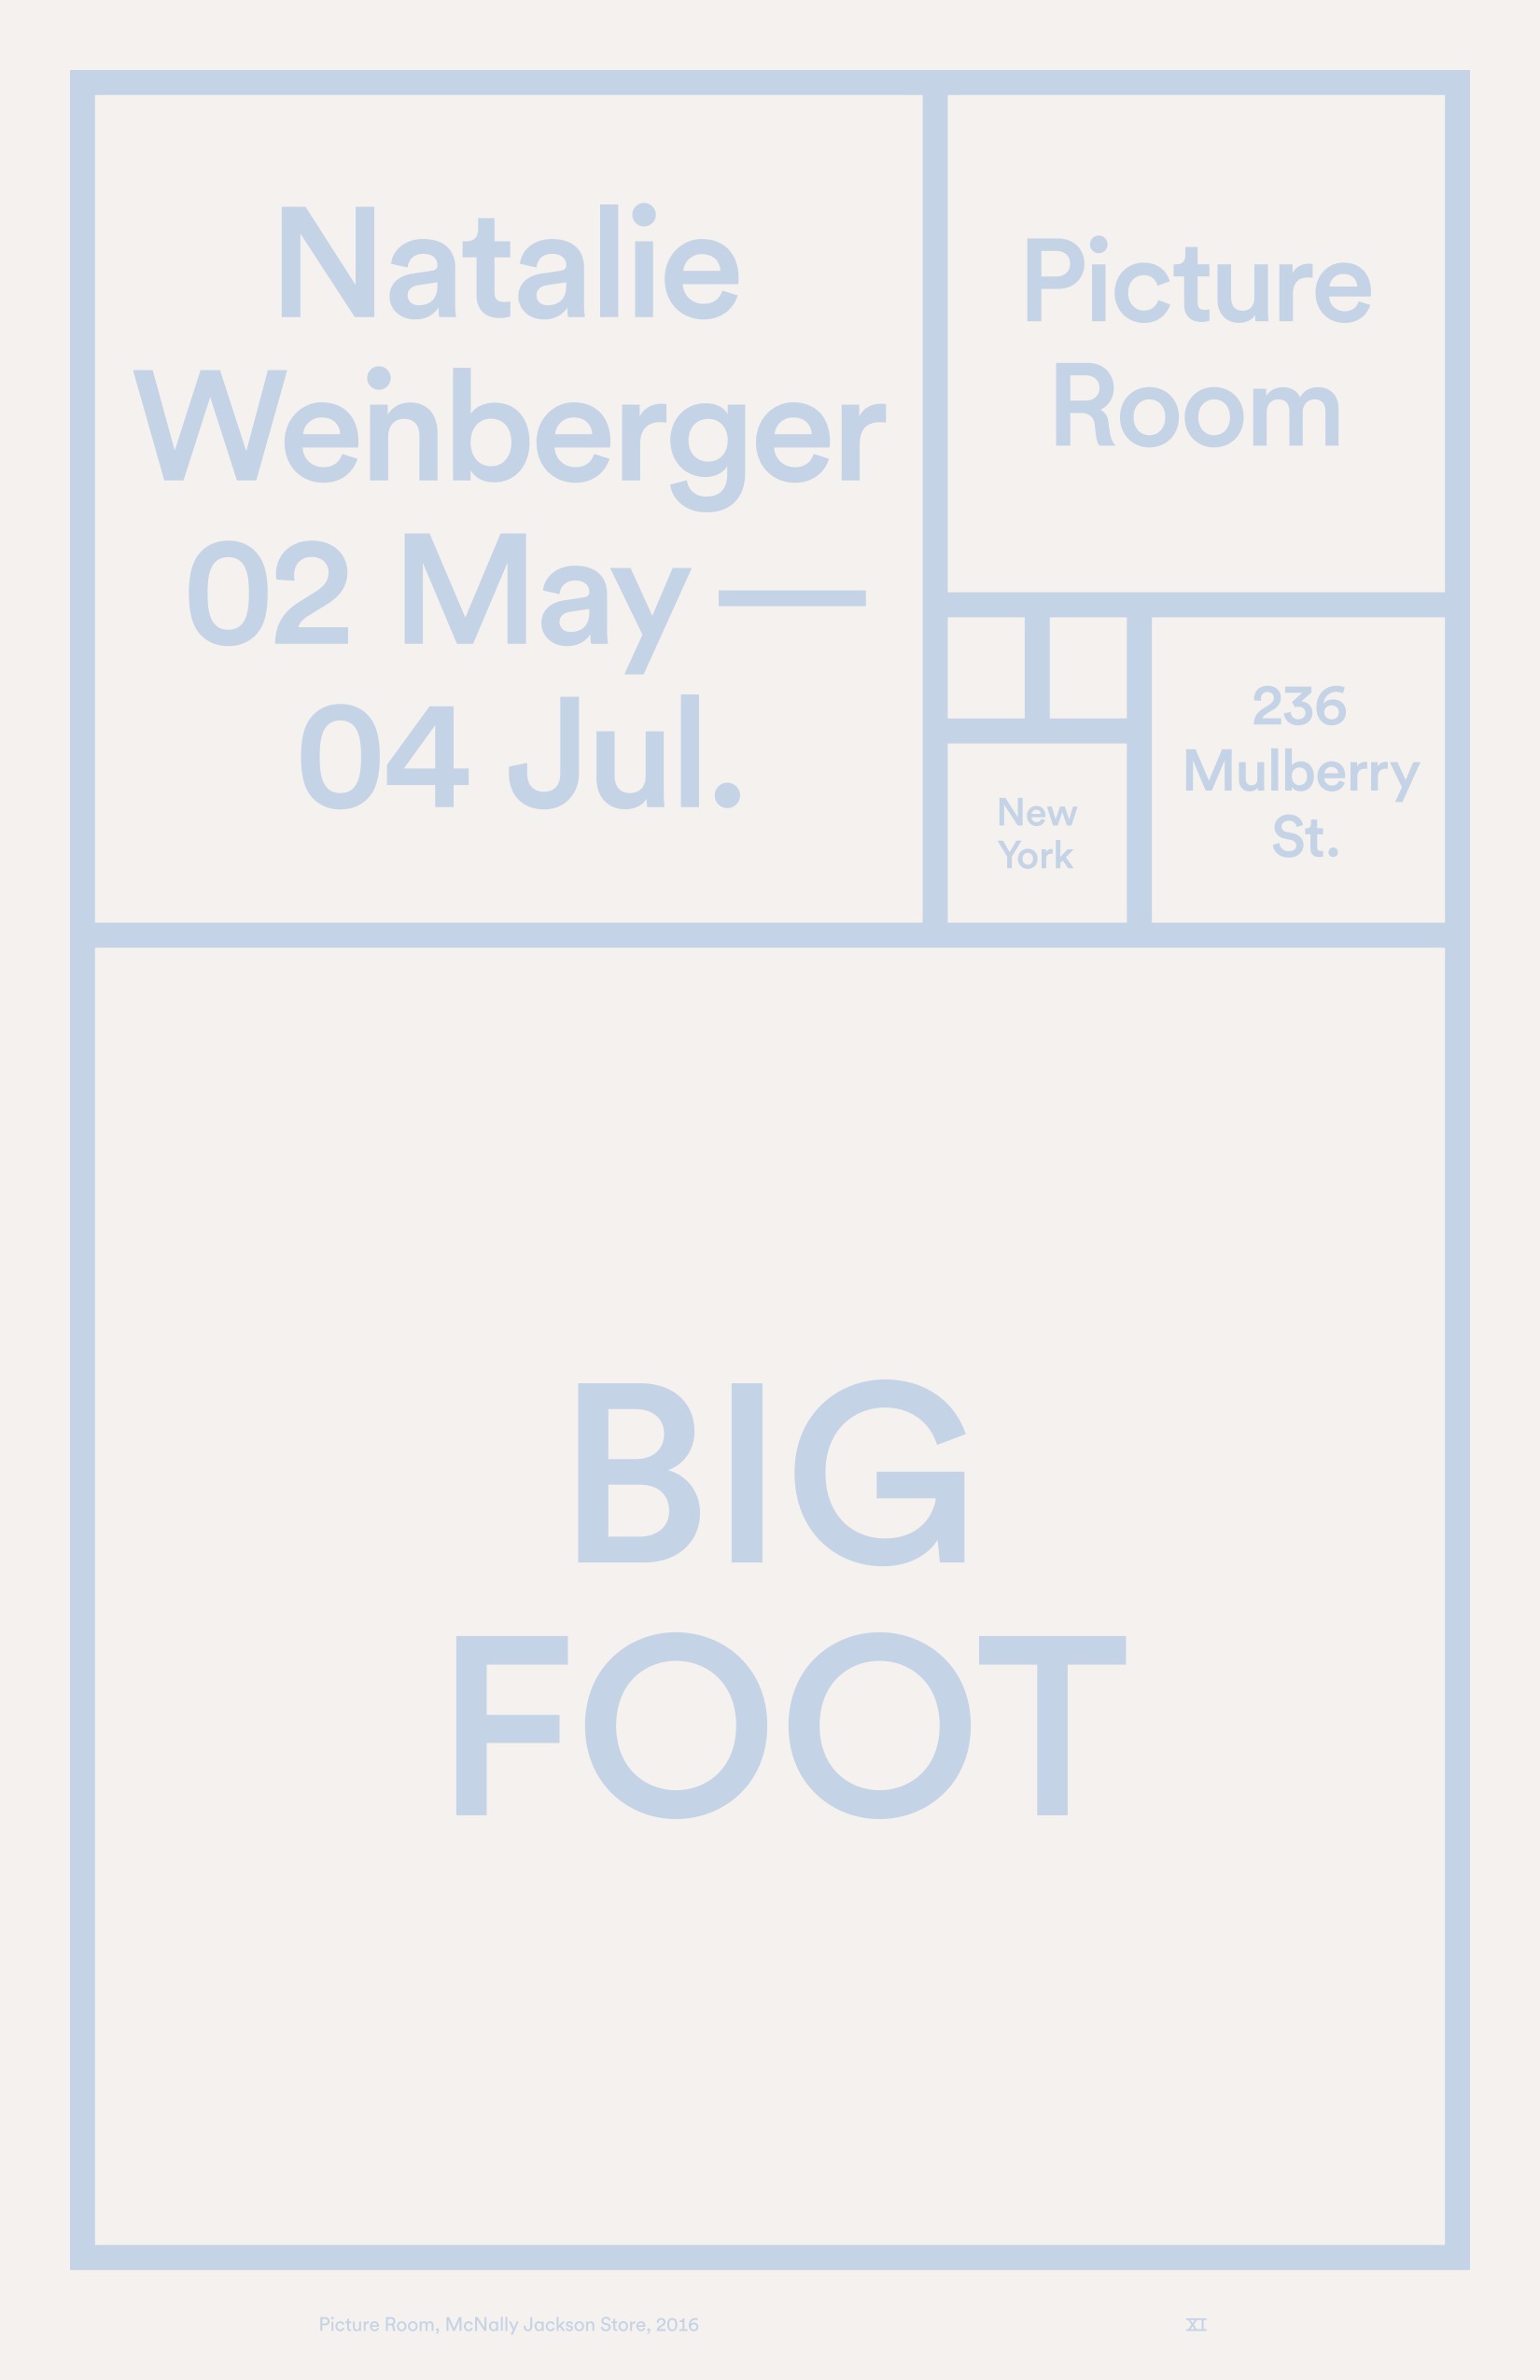 Natalie
Weinberger
02 May—
04 Jul.
Picture
Room
236
Mulberry
St.
New
York
BIG
FOOT
Picture Room, McNally Jackson Store, 2016
XI